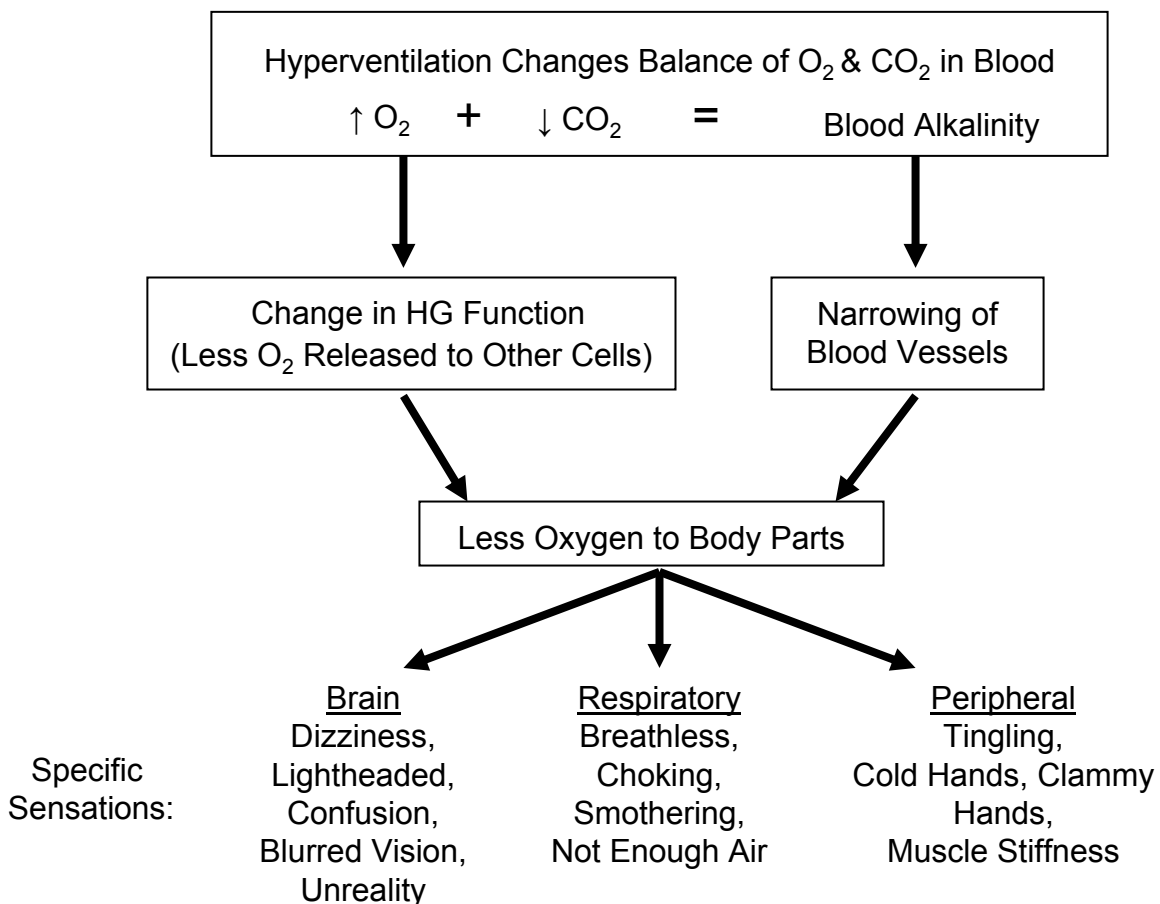 Hyperventilation Changes Balance of O₂ & CO₂ in Blood
↑ O₂ + ↓ CO₂ = Blood Alkalinity
Change in HG Function
(Less O₂ Released to Other Cells)
Narrowing of
Blood Vessels
Less Oxygen to Body Parts
Specific
Sensations:
Brain
Dizziness,
Lightheaded,
Confusion,
Blurred Vision,
Unreality
Respiratory
Breathless,
Choking,
Smothering,
Not Enough Air
Peripheral
Tingling,
Cold Hands, Clammy
Hands,
Muscle Stiffness